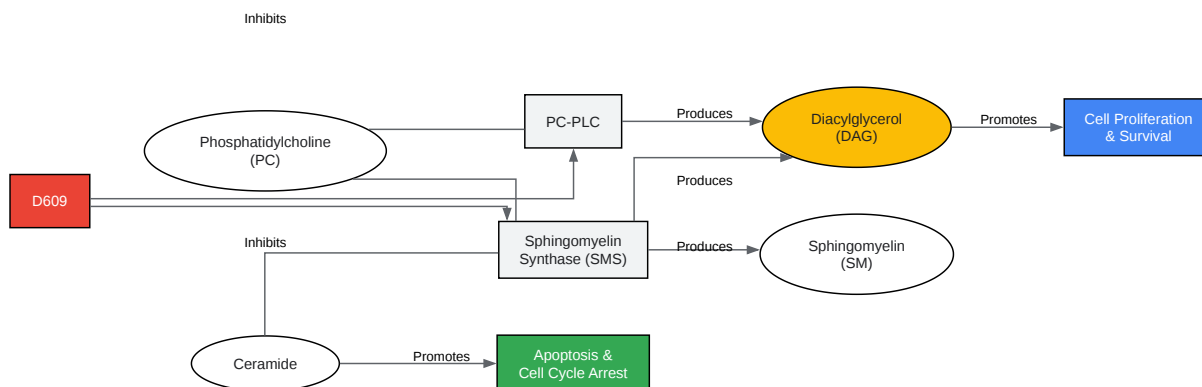 Inhibits
PC-PLC
Produces
Diacylglycerol
(DAG)
Promotes
Cell Proliferation
& Survival
Phosphatidylcholine
(PC)
Produces
D609
Inhibits
Sphingomyelin
Synthase (SMS)
Produces
Sphingomyelin
(SM)
Ceramide
Promotes
Apoptosis &
Cell Cycle Arrest